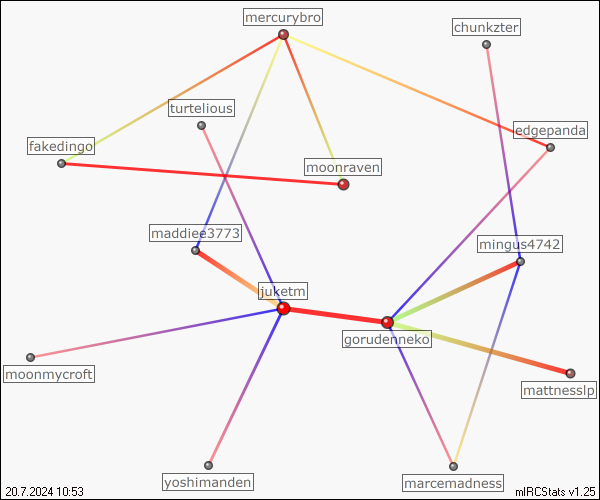 mercurybro
chunkzter
turtelious
edgepanda
fakedingo
moonraven
maddiee3773
mingus4742
juketm
gorudenneko
moonmycroft
mattnesslp
yoshimanden
marcemadness
20.7.2024 10:53
mIRCStats v1.25